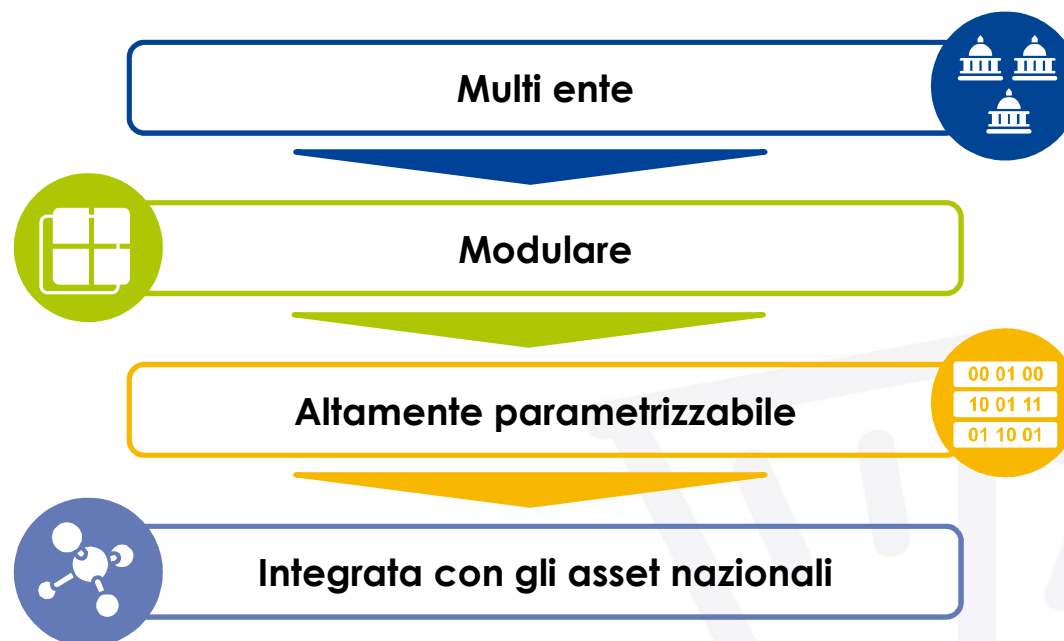 Multi ente
Modulare
Altamente parametrizzabile
00 01 00
10 01 11
01 10 01
Integrata con gli asset nazionali